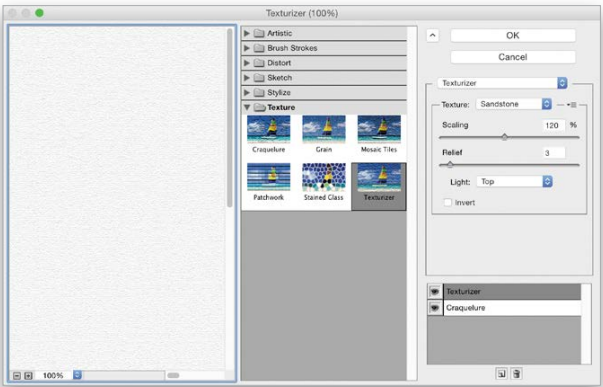 Texturizer (100%)
Artistic
Brush Strokes
Distort
Sketch
Stylize
Texture
Craquelure Grain Mosaic Tiles
Patchwork Stained Glass Texturizer
100%
OK
Cancel
Texturizer
Texture: Sandstone
Scaling 120 %
Relief 3
Light: Top
Invert
Texturizer
Craquelure